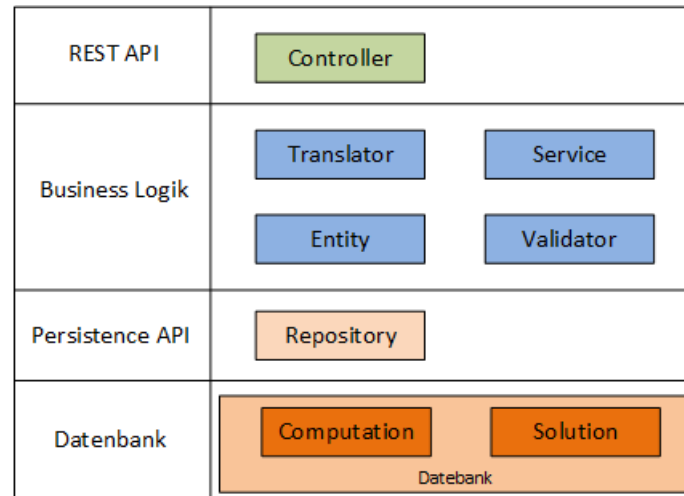 REST API
Controller
Business Logik
Translator
Service
Entity
Validator
Persistence API
Repository
Datenbank
Computation
Solution
Datebank